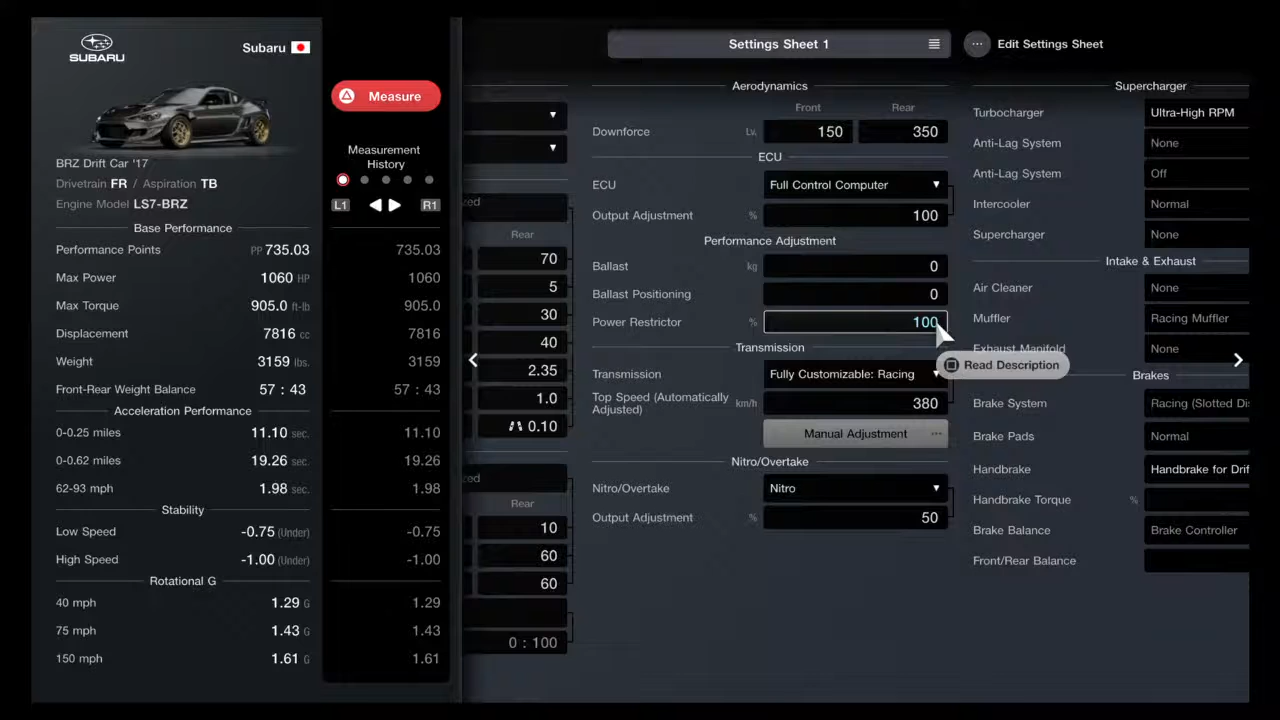 SUBARU
Subaru
BRZ Drift Car '17
Drivetrain FR / Aspiration TB
Engine Model LS7-BRZ
Base Performance
Performance Points PP 735.03
Max Power 1060 HP
Max Torque 905.0 ft-lb
Displacement 7816 cc
Weight 3159 lbs.
Front-Rear Weight Balance 57 : 43
Acceleration Performance
0-0.25 miles 11.10 sec.
0-0.62 miles 19.26 sec.
62-93 mph 1.98 sec.
Stability
Low Speed -0.75 (Under)
High Speed -1.00 (Under)
Rotational G
40 mph 1.29 G
75 mph 1.43 G
150 mph 1.61 G
Measure
Measurement
History
L1 R1
735.03
1060
905.0
7816
3159
57 : 43
11.10
19.26
1.98
-0.75
-1.00
1.29
1.43
1.61
zed
Rear
70
5
30
40
2.35
1.0
0.10
zed
Rear
10
60
60
0 : 100
Settings Sheet 1
Edit Settings Sheet
Aerodynamics
Front Rear
Downforce Lv. 150 350
ECU
ECU Full Control Computer
Output Adjustment % 100
Performance Adjustment
Ballast kg 0
Ballast Positioning 0
Power Restrictor % 100
Transmission
Transmission Fully Customizable: Racing
Top Speed (Automatically
Adjusted) km/h 380
Manual Adjustment
Nitro/Overtake
Nitro/Overtake Nitro
Output Adjustment % 50
Supercharger
Turbocharger Ultra-High RPM
Anti-Lag System None
Anti-Lag System Off
Intercooler Normal
Supercharger None
Intake & Exhaust
Air Cleaner None
Muffler Racing Muffler
Exhaust Manifold None
Read Description
Brakes
Brake System Racing (Slotted Di
Brake Pads Normal
Handbrake Handbrake for Drif
Handbrake Torque %
Brake Balance Brake Controller
Front/Rear Balance